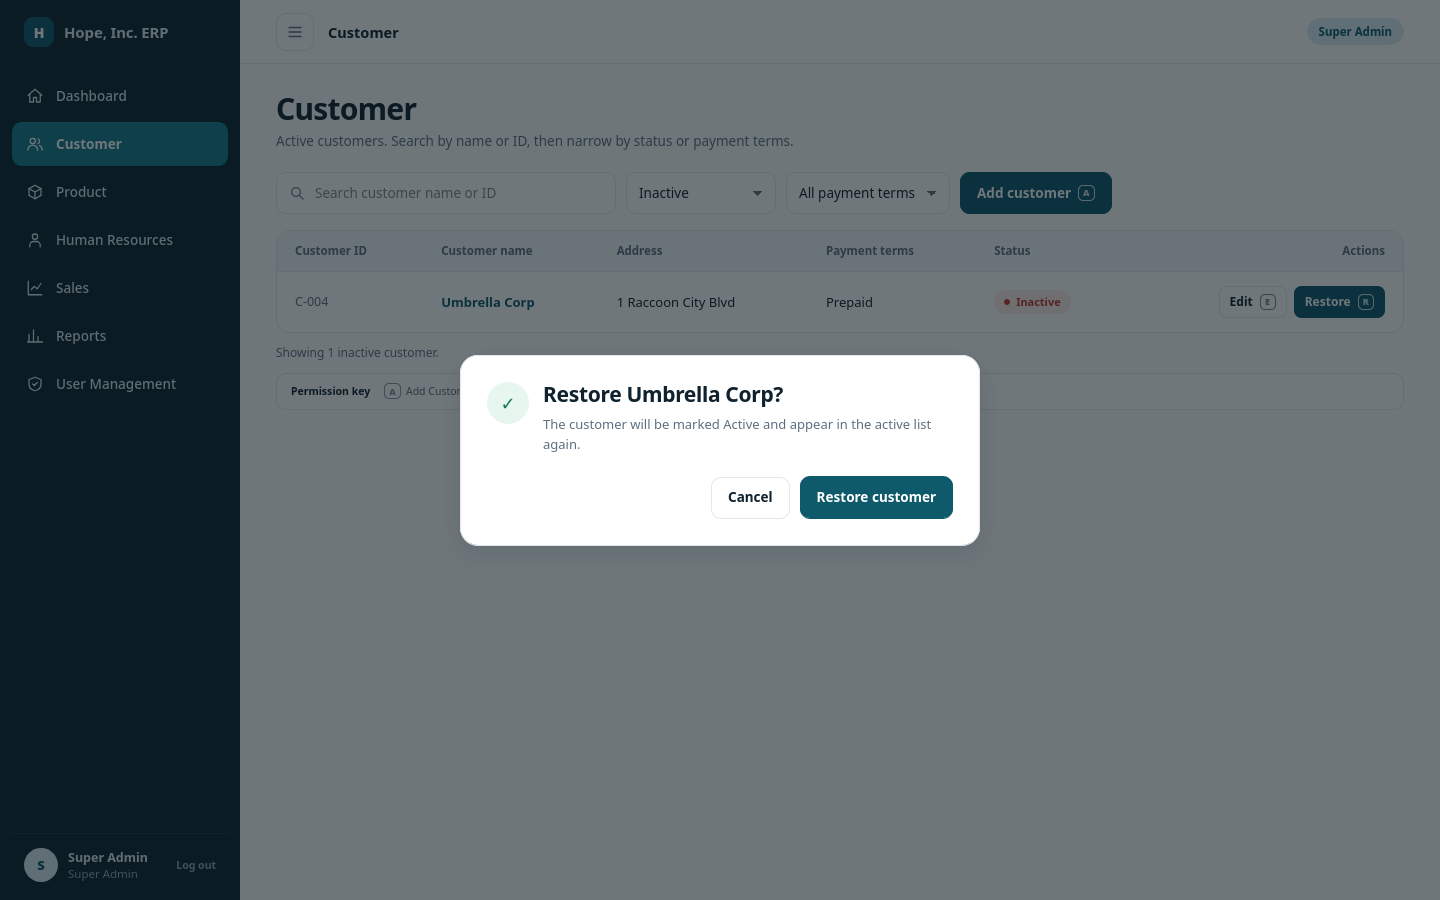 H Hope, Inc. ERP
Dashboard
Customer
Product
Human Resources
Sales
Reports
User Management
S
Super Admin
Super Admin
Log out
Customer
Super Admin
Customer
Active customers. Search by name or ID, then narrow by status or payment terms.
Search customer name or ID
Inactive
All payment terms
Add customer A
Customer ID Customer name Address Payment terms Status Actions
C-004 Umbrella Corp 1 Raccoon City Blvd Prepaid Inactive Edit E Restore R
Showing 1 inactive customer.
Permission key A Add Custo
Restore Umbrella Corp?
The customer will be marked Active and appear in the active list
again.
Cancel
Restore customer